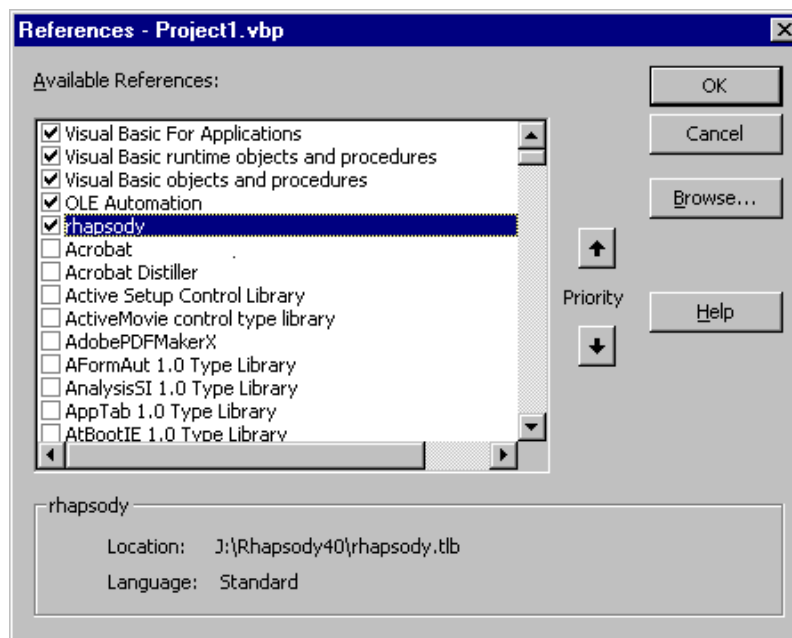 References - Project1.vbp
Available References:
Visual Basic For Applications
Visual Basic runtime objects and procedures
Visual Basic objects and procedures
OLE Automation
rhapsody
Acrobat
Acrobat Distiller
Active Setup Control Library
ActiveMovie control type library
AdobePDFMakerX
AFormAut 1.0 Type Library
AnalysisSI 1.0 Type Library
AppTab 1.0 Type Library
AtBootIE 1.0 Type Library
Priority
OK
Cancel
Browse...
Help
rhapsody
Location: J:\Rhapsody40\rhapsody.tlb
Language: Standard